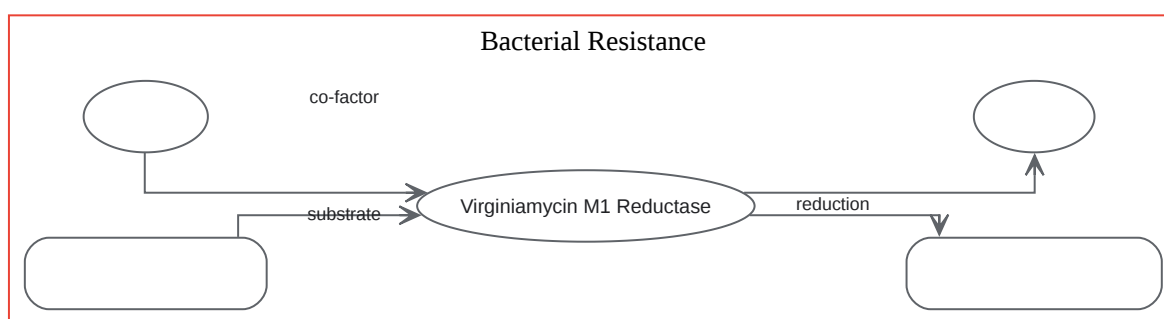 Bacterial Resistance
co-factor
Virginiamycin M1 Reductase
reduction
substrate